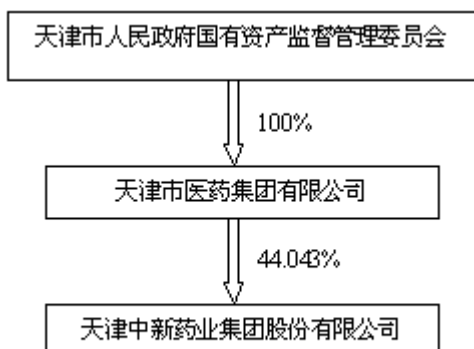 天津市人民政府国有资产监督管理委员会
100%
天津市医药集团有限公司
44.043%
天津中新药业集团股份有限公司